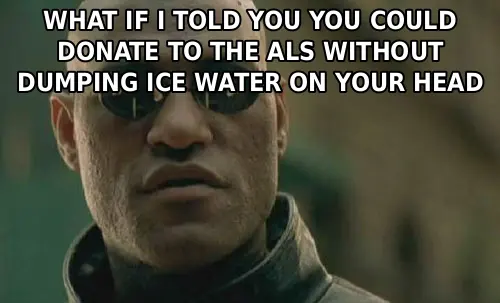 WHAT IF I TOLD YOU YOU COULD
DONATE TO THE ALS WITHOUT
DUMPING ICE WATER ON YOUR HEAD